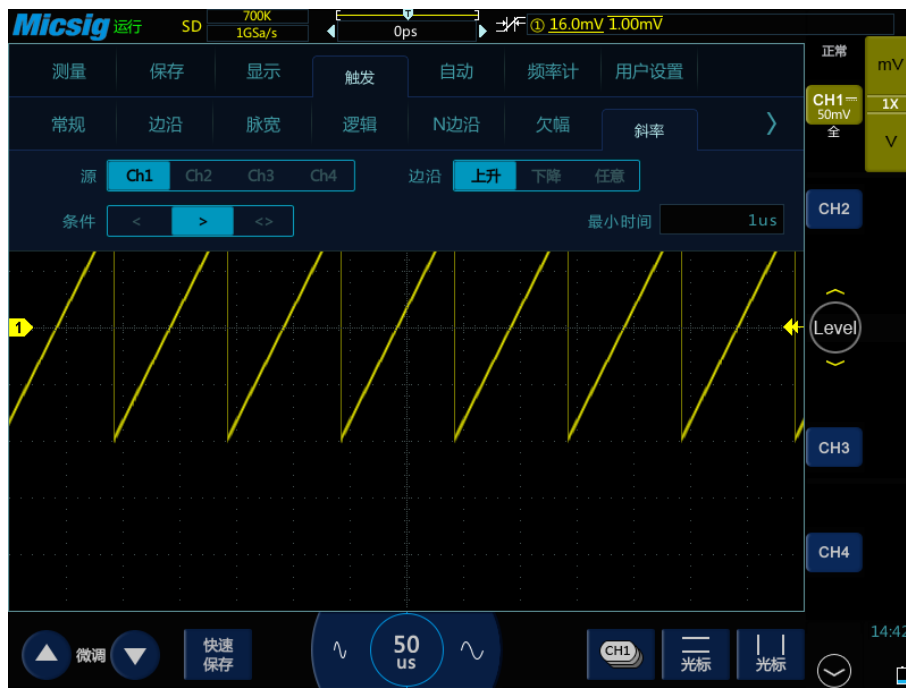 Micsig 运行 SD 700K 1GSa/s T 0ps ① 16.0mV 1.00mV
正常
mV
测量 保存 显示 触发 自动 频率计 用户设置
CH1
50mV
全
1X
V
常规 边沿 脉宽 逻辑 N边沿 欠幅 斜率 〉
源 Ch1 Ch2 Ch3 Ch4 边沿 上升 下降 任意
条件 < > <> 最小时间 1us
CH2
1
Level
CH3
CH4
微调 快速保存 50 us CH1 光标 光标
14:42